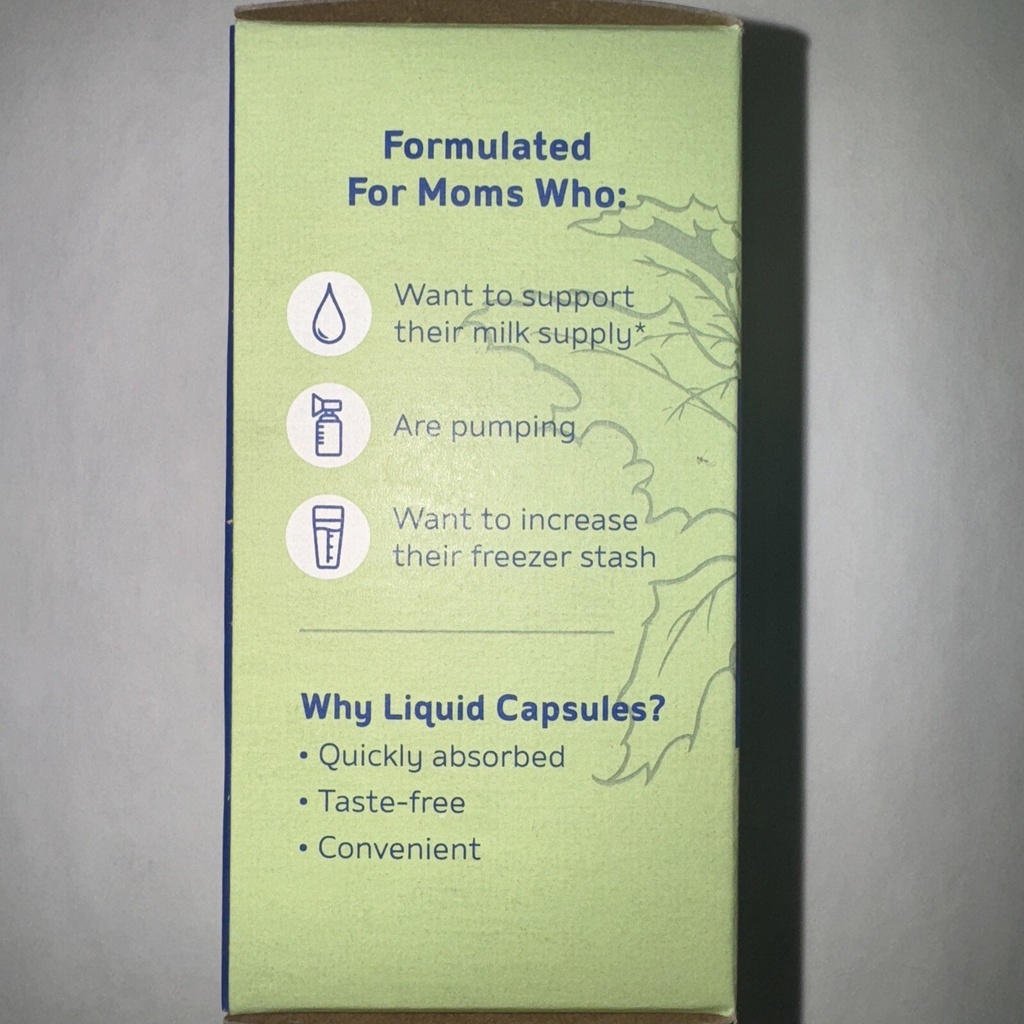 Formulated
For Moms Who:
Want to support
their milk supply*
Are pumping
Want to increase
their freezer stash
Why Liquid Capsules?
• Quickly absorbed
• Taste-free
• Convenient